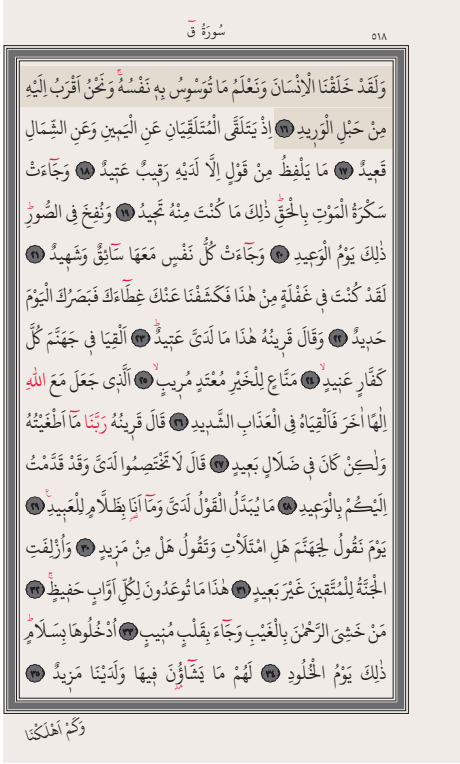 سُورَةُ قٓ
٥١٨
وَلَقَدْ خَلَقْنَا الْاِنْسَانَ وَنَعْلَمُ مَا تُوَسْوِسُ بِه۪ نَفْسُهُۚ وَنَحْنُ اَقْرَبُ اِلَيْهِ
مِنْ حَبْلِ الْوَر۪يدِ ﴿١٦﴾ اِذْ يَتَلَقَّى الْمُتَلَقِّيَانِ عَنِ الْيَم۪ينِ وَعَنِ الشِّمَالِ
قَع۪يدٌ ﴿١٧﴾ مَا يَلْفِظُ مِنْ قَوْلٍ اِلَّا لَدَيْهِ رَق۪يبٌ عَت۪يدٌ ﴿١٨﴾ وَجَٓاءَتْ
سَكْرَةُ الْمَوْتِ بِالْحَقِّۜ ذٰلِكَ مَا كُنْتَ مِنْهُ تَح۪يدُ ﴿١٩﴾ وَنُفِخَ فِي الصُّورِۜ
ذٰلِكَ يَوْمُ الْوَع۪يدِ ﴿٢٠﴾ وَجَٓاءَتْ كُلُّ نَفْسٍ مَعَهَا سَٓائِقٌ وَشَه۪يدٌ ﴿٢١﴾
لَقَدْ كُنْتَ ف۪ي غَفْلَةٍ مِنْ هٰذَا فَكَشَفْنَا عَنْكَ غِطَٓاءَكَ فَبَصَرُكَ الْيَوْمَ
حَد۪يدٌ ﴿٢٢﴾ وَقَالَ قَر۪ينُهُ هٰذَا مَا لَدَيَّ عَت۪يدٌۜ ﴿٢٣﴾ اَلْقِيَا ف۪ي جَهَنَّمَ كُلَّ
كَفَّارٍ عَن۪يدٍۙ ﴿٢٤﴾ مَنَّاعٍ لِلْخَيْرِ مُعْتَدٍ مُر۪يبٍۙ ﴿٢٥﴾ اَلَّذ۪ي جَعَلَ مَعَ اللّٰهِ
اِلٰهًا اٰخَرَ فَاَلْقِيَاهُ فِي الْعَذَابِ الشَّد۪يدِ ﴿٢٦﴾ قَالَ قَر۪ينُهُ رَبَّنَا مَٓا اَطْغَيْتُهُ
وَلٰكِنْ كَانَ ف۪ي ضَلَالٍ بَع۪يدٍ ﴿٢٧﴾ قَالَ لَا تَخْتَصِمُوا لَدَيَّ وَقَدْ قَدَّمْتُ
اِلَيْكُمْ بِالْوَع۪يدِ ﴿٢٨﴾ مَا يُبَدَّلُ الْقَوْلُ لَدَيَّ وَمَٓا اَنَا۬ بِظَلَّامٍ لِلْعَب۪يدِ۟ ﴿٢٩﴾
يَوْمَ نَقُولُ لِجَهَنَّمَ هَلِ امْتَلَأْتِ وَتَقُولُ هَلْ مِنْ مَز۪يدٍ ﴿٣٠﴾ وَاُزْلِفَتِ
الْجَنَّةُ لِلْمُتَّق۪ينَ غَيْرَ بَع۪يدٍ ﴿٣١﴾ هٰذَا مَا تُوعَدُونَ لِكُلِّ اَوَّابٍ حَف۪يظٍۚ ﴿٣٢﴾
مَنْ خَشِيَ الرَّحْمٰنَ بِالْغَيْبِ وَجَٓاءَ بِقَلْبٍ مُن۪يبٍ ﴿٣٣﴾ اُدْخُلُوهَا بِسَلَامٍۜ
ذٰلِكَ يَوْمُ الْخُلُودِ ﴿٣٤﴾ لَهُمْ مَا يَشَٓاؤُ۫نَ ف۪يهَا وَلَدَيْنَا مَز۪يدٌ ﴿٣٥﴾
وَكَمْ اَهْلَكْنَا